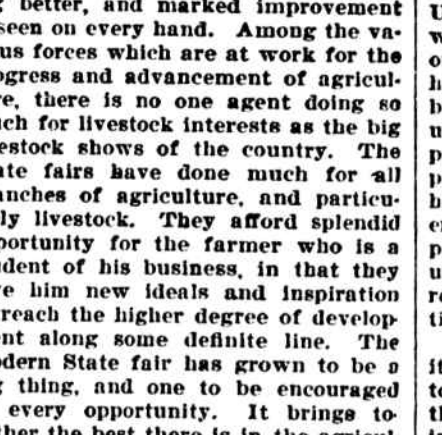 better, and marked improvement
seen on every hand. Among the va-
us forces which are at work for the
ogress and advancement of agricul-
e, there is no one agent doing so
uch for livestock interests as the big
estock shows of the country. The
ate fairs have done much for all
anches of agriculture, and particu-
ly livestock. They afford splendid
portunity for the farmer who is a
dent of his business, in that they
e him new ideals and inspiration
reach the higher degree of develop-
ent along some definite line. The
odern State fair has grown to be a
g thing, and one to be encouraged
every opportunity. It brings to-
ther the best there is in the agricul-